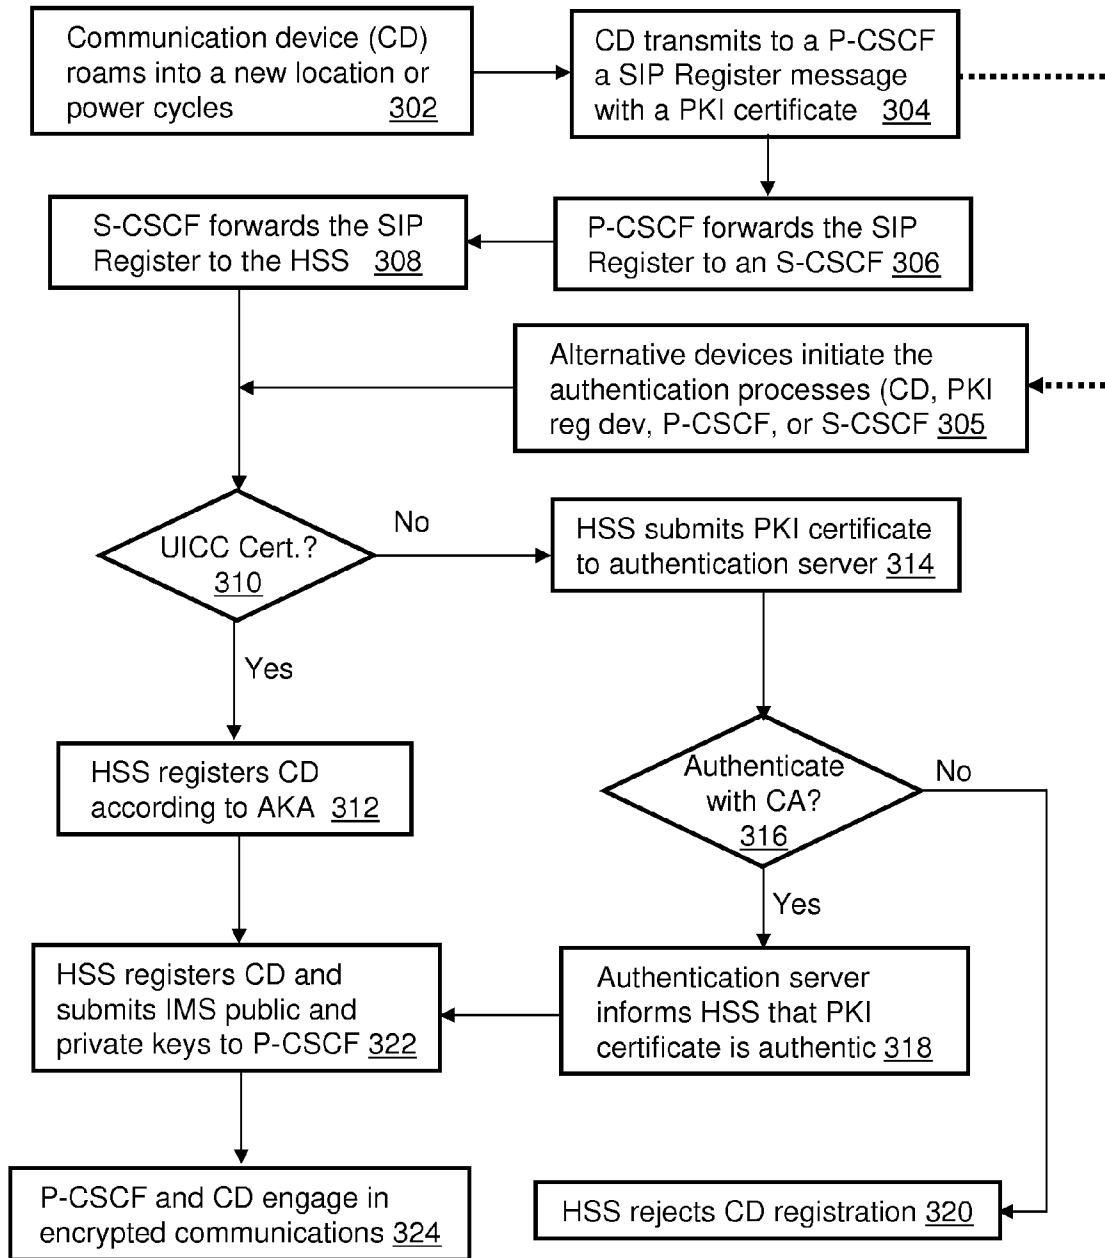 Communication device (CD)
roams into a new location or
power cycles 302
CD transmits to a P-CSCF
a SIP Register message
with a PKI certificate 304
S-CSCF forwards the SIP
Register to the HSS 308
P-CSCF forwards the SIP
Register to an S-CSCF 306
Alternative devices initiate the
authentication processes (CD, PKI
reg dev, P-CSCF, or S-CSCF 305
UICC Cert.?
310
No
HSS submits PKI certificate
to authentication server 314
Yes
HSS registers CD
according to AKA 312
Authenticate
with CA?
316
No
Yes
HSS registers CD and
submits IMS public and
private keys to P-CSCF 322
Authentication server
informs HSS that PKI
certificate is authentic 318
P-CSCF and CD engage in
encrypted communications 324
HSS rejects CD registration 320